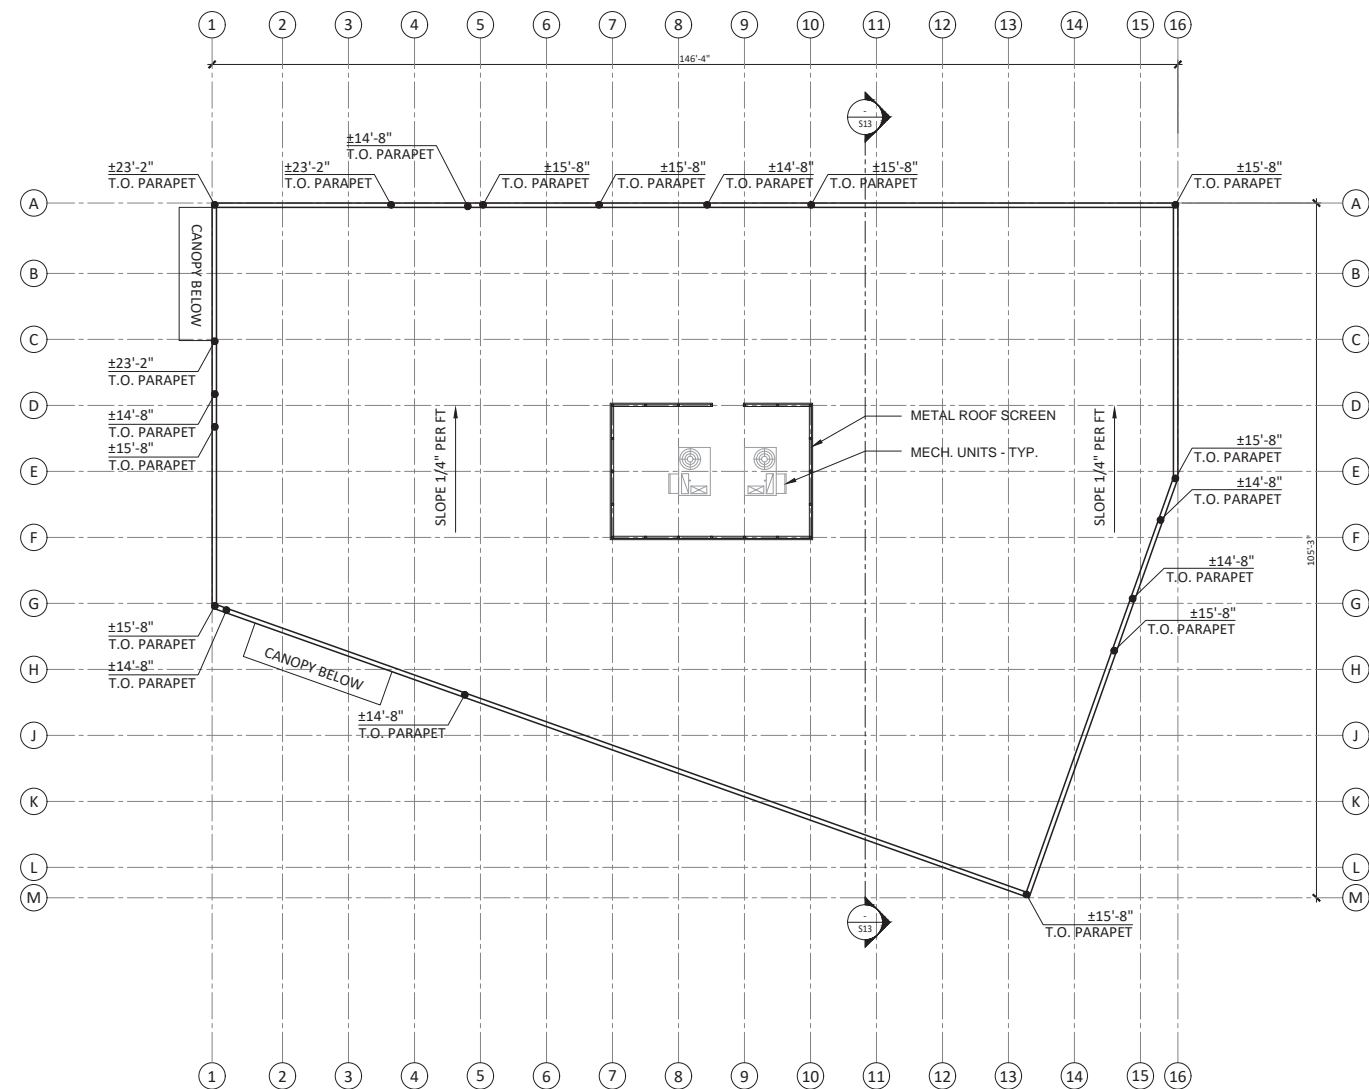 1 2 3 4 5 6 7 8 9 10 11 12 13 14 15 16
146'-4"
-
S13
±14'-8"
T.O. PARAPET
±23'-2"
T.O. PARAPET
±23'-2"
T.O. PARAPET
±15'-8"
T.O. PARAPET
±15'-8"
T.O. PARAPET
±14'-8"
T.O. PARAPET
±15'-8"
T.O. PARAPET
±15'-8"
T.O. PARAPET
A A
CANOPY BELOW
B B
C C
±23'-2"
T.O. PARAPET
D D
±14'-8"
T.O. PARAPET
±15'-8"
T.O. PARAPET
SLOPE 1/4" PER FT
METAL ROOF SCREEN
MECH. UNITS - TYP.
SLOPE 1/4" PER FT
±15'-8"
T.O. PARAPET
E E
±14'-8"
T.O. PARAPET
F F
105'-3"
±14'-8"
T.O. PARAPET
G G
±15'-8"
T.O. PARAPET
±15'-8"
T.O. PARAPET
±14'-8"
T.O. PARAPET
CANOPY BELOW
H H
±14'-8"
T.O. PARAPET
J J
K K
L L
M M
-
S13
±15'-8"
T.O. PARAPET
1 2 3 4 5 6 7 8 9 10 11 12 13 14 15 16